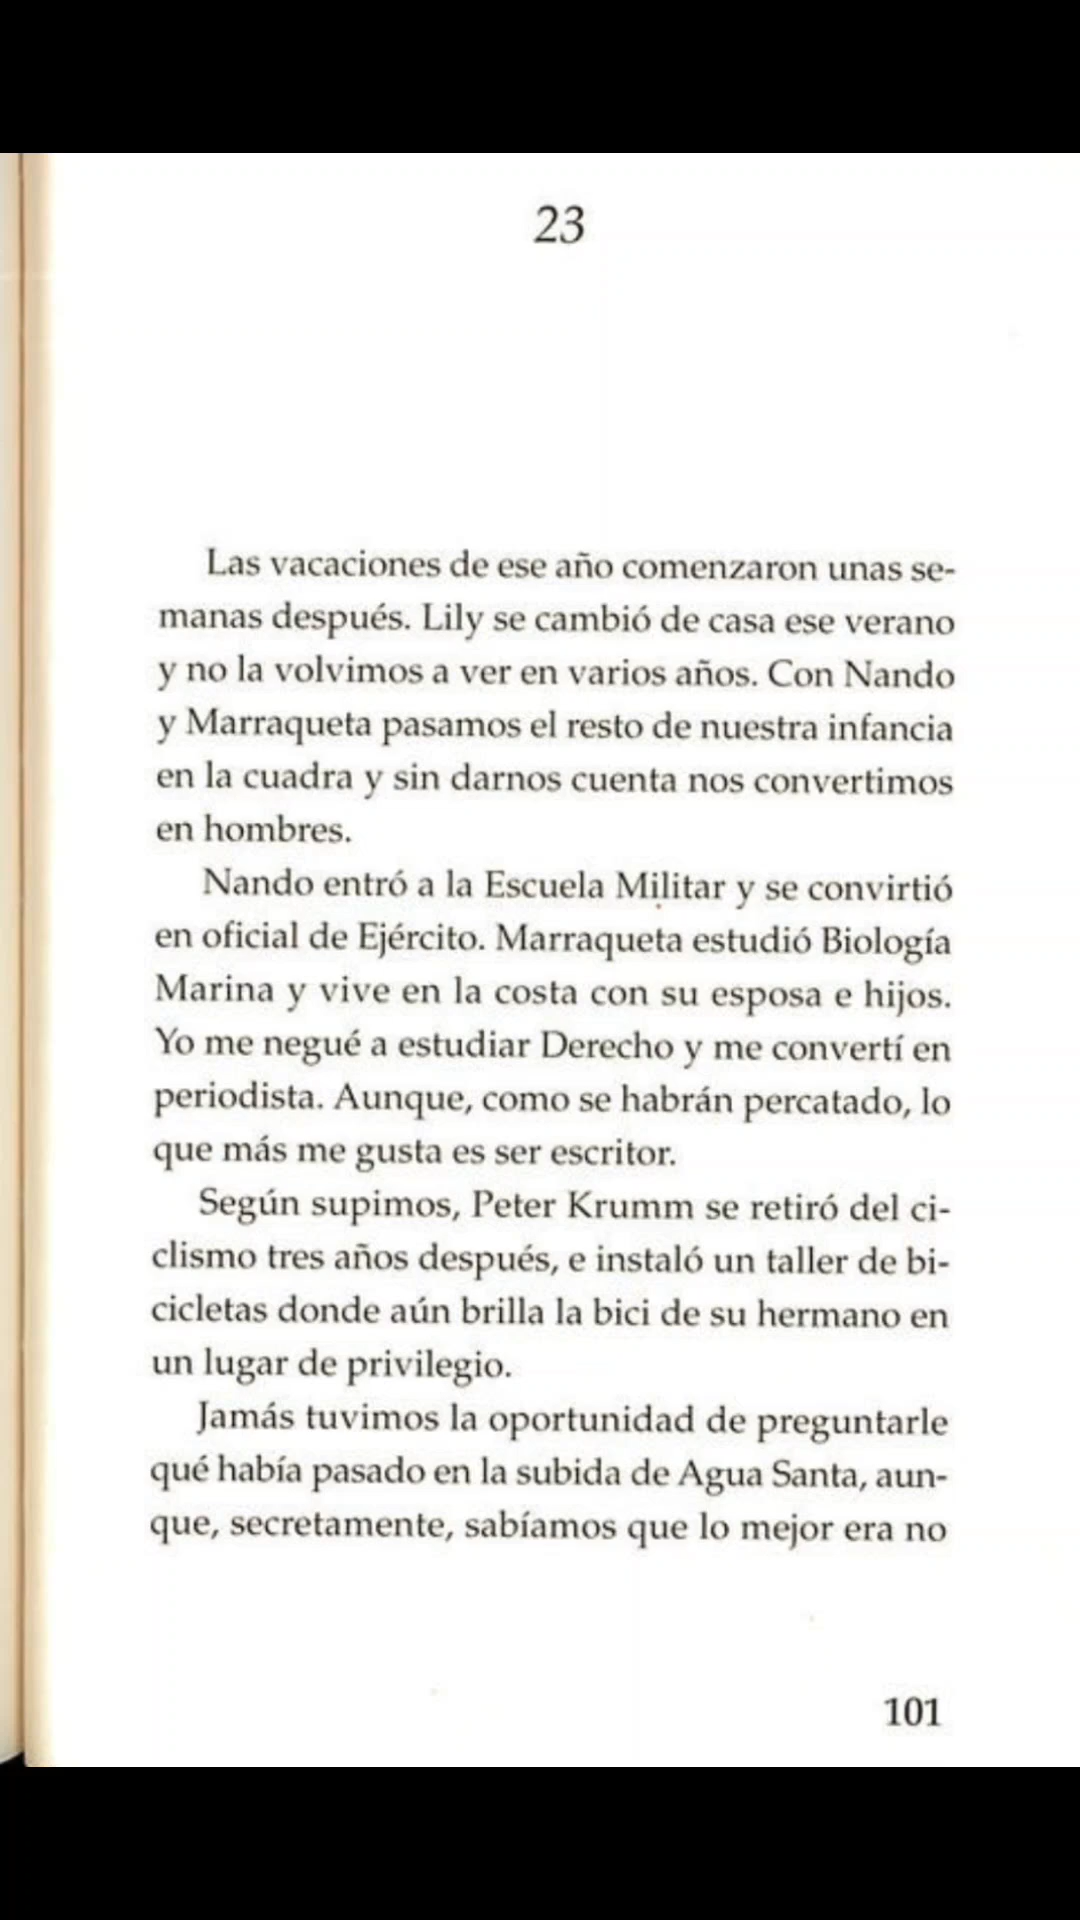 23
Las vacaciones de ese año comenzaron unas se-
manas después. Lily se cambió de casa ese verano
y no la volvimos a ver en varios años. Con Nando
y Marraqueta pasamos el resto de nuestra infancia
en la cuadra y sin darnos cuenta nos convertimos
en hombres.
Nando entró a la Escuela Militar y se convirtió
en oficial de Ejército. Marraqueta estudió Biología
Marina y vive en la costa con su esposa e hijos.
Yo me negué a estudiar Derecho y me convertí en
periodista. Aunque, como se habrán percatado, lo
que más me gusta es ser escritor.
Según supimos, Peter Krumm se retiró del ci-
clismo tres años después, e instaló un taller de bi-
cicletas donde aún brilla la bici de su hermano en
un lugar de privilegio.
Jamás tuvimos la oportunidad de preguntarle
qué había pasado en la subida de Agua Santa, aun-
que, secretamente, sabíamos que lo mejor era no
101